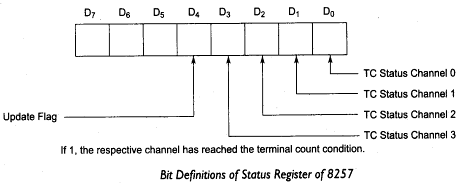 D7 D6 D5 D4 D3 D2 D1 D0
TC Status Channel 0
TC Status Channel 1
TC Status Channel 2
Update Flag
TC Status Channel 3
If 1, the respective channel has reached the terminal count condition.
Bit Definitions of Status Register of 8257